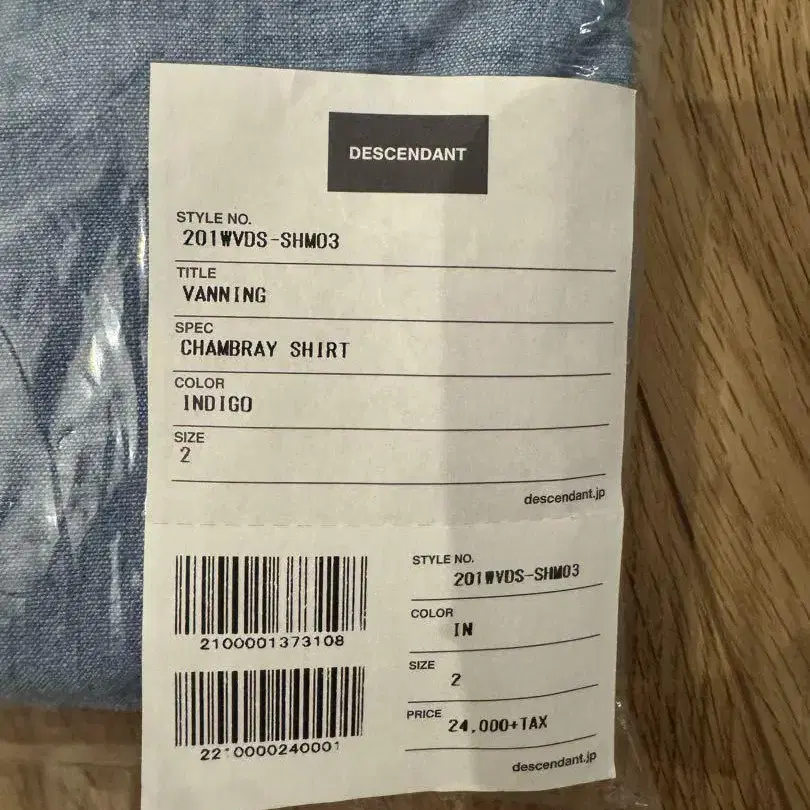 DESCENDANT
STYLE NO.
201WVDS-SHM03
TITLE
VANNING
SPEC
CHAMBRAY SHIRT
COLOR
INDIGO
SIZE
2
descendant.jp
2100001373108
STYLE NO.
201WVDS-SHM03
COLOR
IN
SIZE
2
PRICE
24,000+TAX
descendant.jp